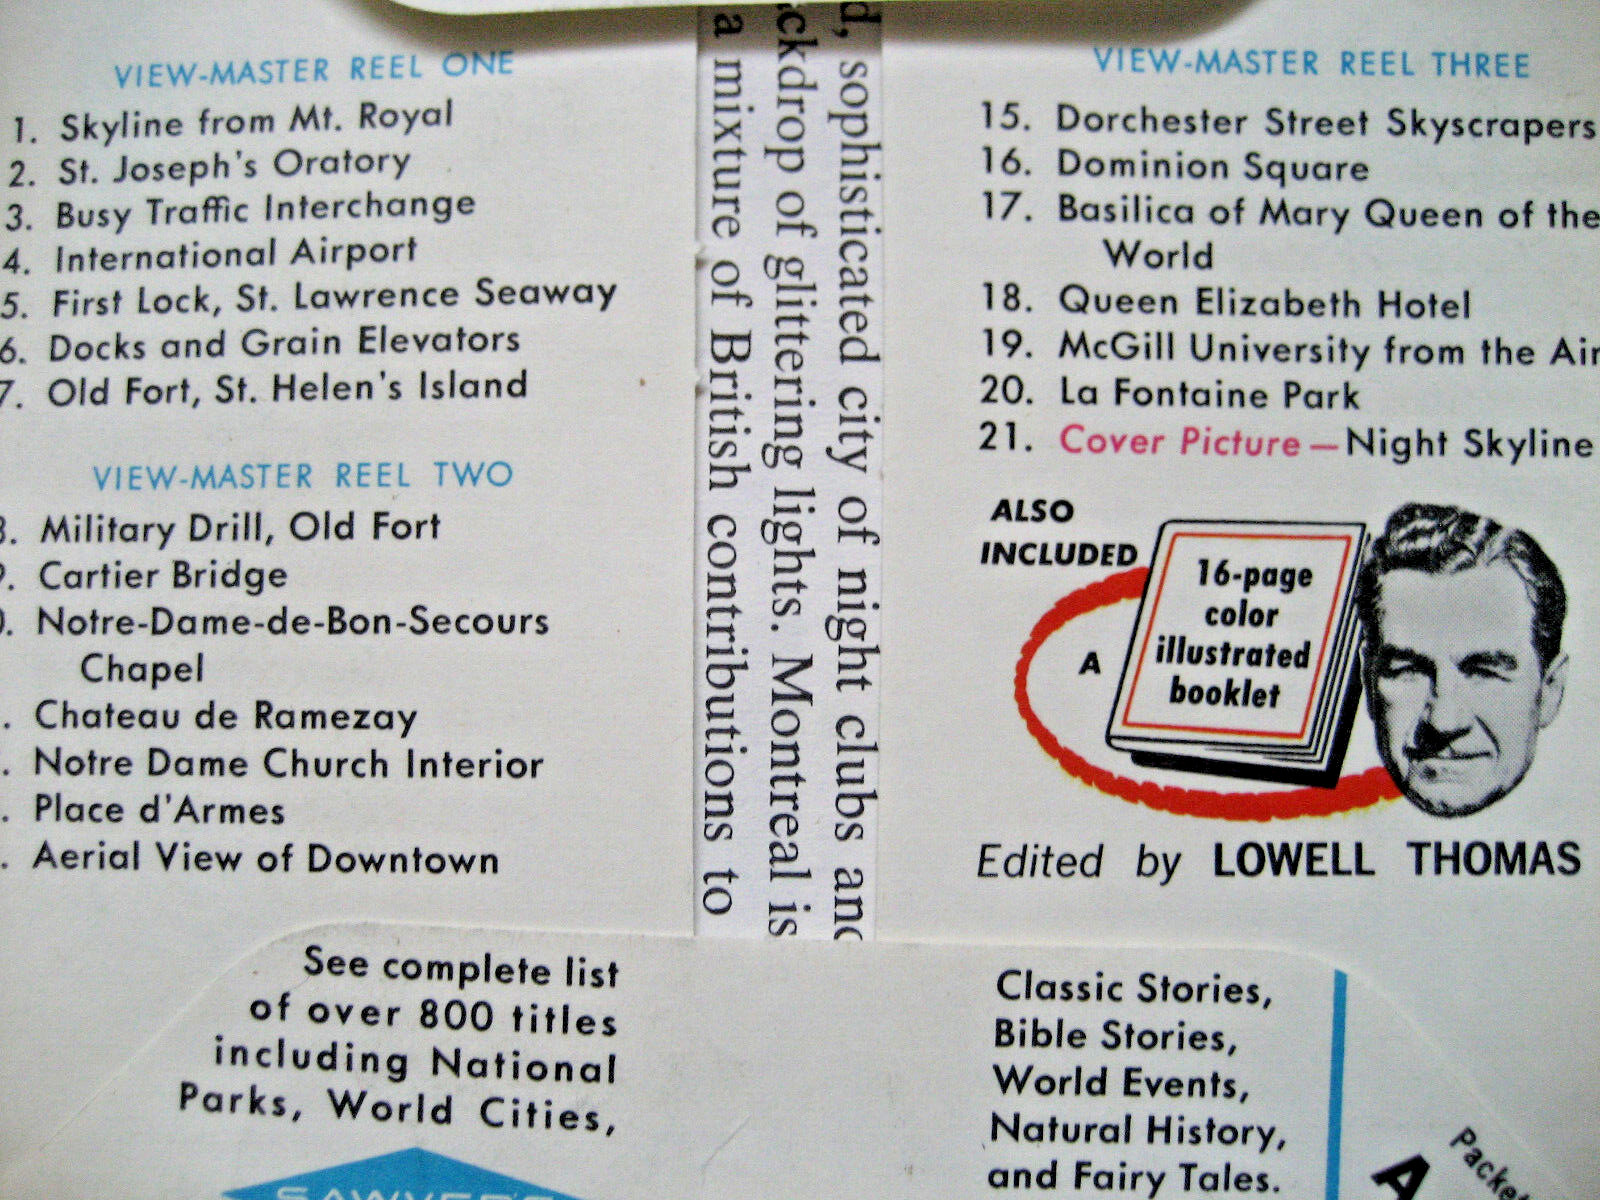 VIEW-MASTER REEL ONE
1. Skyline from Mt. Royal
2. St. Joseph's Oratory
3. Busy Traffic Interchange
4. International Airport
5. First Lock, St. Lawrence Seaway
6. Docks and Grain Elevators
7. Old Fort, St. Helen's Island
VIEW-MASTER REEL TWO
Military Drill, Old Fort
Cartier Bridge
Notre-Dame-de-Bon-Secours
Chapel
Chateau de Ramezay
Notre Dame Church Interior
Place d'Armes
Aerial View of Downtown
d, sophisticated city of night clubs and
ckdrop of glittering lights. Montreal is
a mixture of British contributions to
VIEW-MASTER REEL THREE
15. Dorchester Street Skyscrapers
16. Dominion Square
17. Basilica of Mary Queen of the
World
18. Queen Elizabeth Hotel
19. McGill University from the Air
20. La Fontaine Park
21. Cover Picture—Night Skyline
ALSO
INCLUDED
A
16-page
color
illustrated
booklet
Edited by LOWELL THOMAS
See complete list
of over 800 titles
including National
Parks, World Cities,
SAWYER'S
Classic Stories,
Bible Stories,
World Events,
Natural History,
and Fairy Tales.
A
Packet